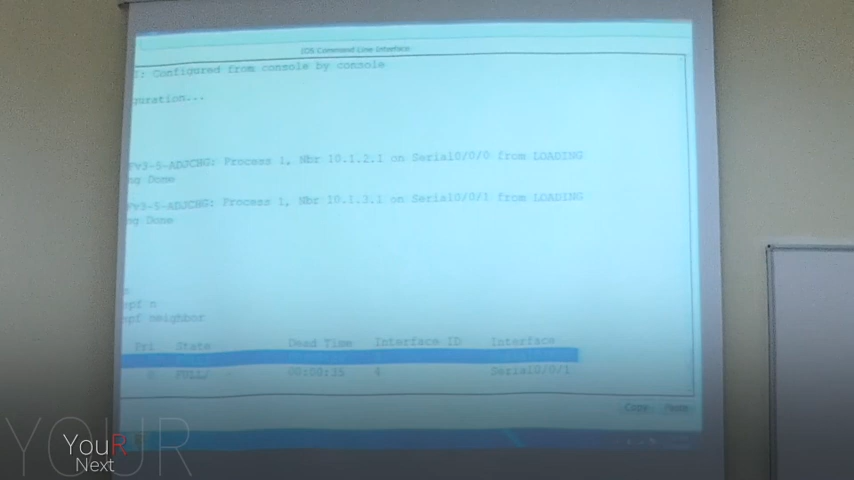 IOS Command Line Interface
I: Configured from console by console
guration...
Fv3-5-ADJCHG: Process 1, Nbr 10.1.2.1 on Serial0/0/0 from LOADING
ng Done
Fv3-5-ADJCHG: Process 1, Nbr 10.1.3.1 on Serial0/0/1 from LOADING
ng Done
n
pf n
pf neighbor
Pri State Dead Time Interface ID Interface
FULL/ 00:00:35 4 Serial0/0/1
Copy Paste
YOUR
YouR
Next